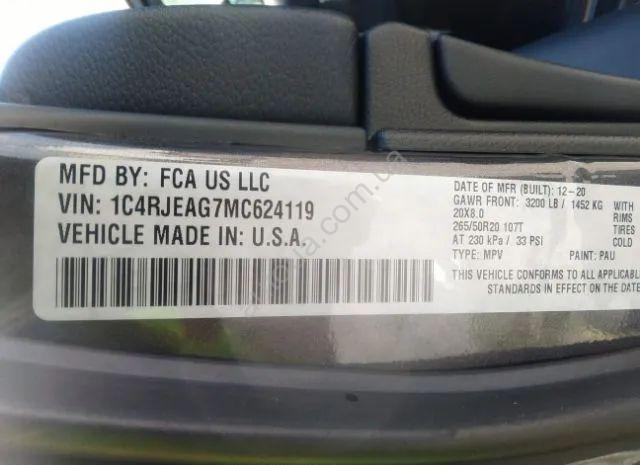 MFD BY: FCA US LLC
VIN: 1C4RJEAG7MC624119
VEHICLE MADE IN: U.S.A.
DATE OF MFR (BUILT): 12-20
GAWR FRONT: 3200 LB / 1452 KG WITH
20X8.0 RIMS
265/50R20 107T TIRES
AT 230 kPa / 33 PSI COLD
TYPE: MPV PAINT: PAU
THIS VEHICLE CONFORMS TO ALL APPLICABL
STANDARDS IN EFFECT ON THE DATE